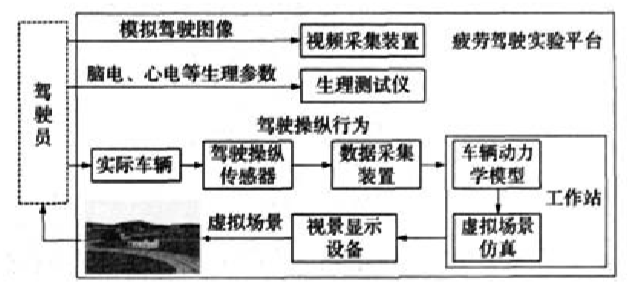 模拟驾驶图像
视频采集装置
疲劳驾驶实验平台
脑电、心电等生理参数
生理测试仪
驾驶员
驾驶操纵行为
实际车辆
驾驶操纵
传感器
数据采集
装置
车辆动力
学模型
工作站
虚拟场景
视景显示
设备
虚拟场景
仿真